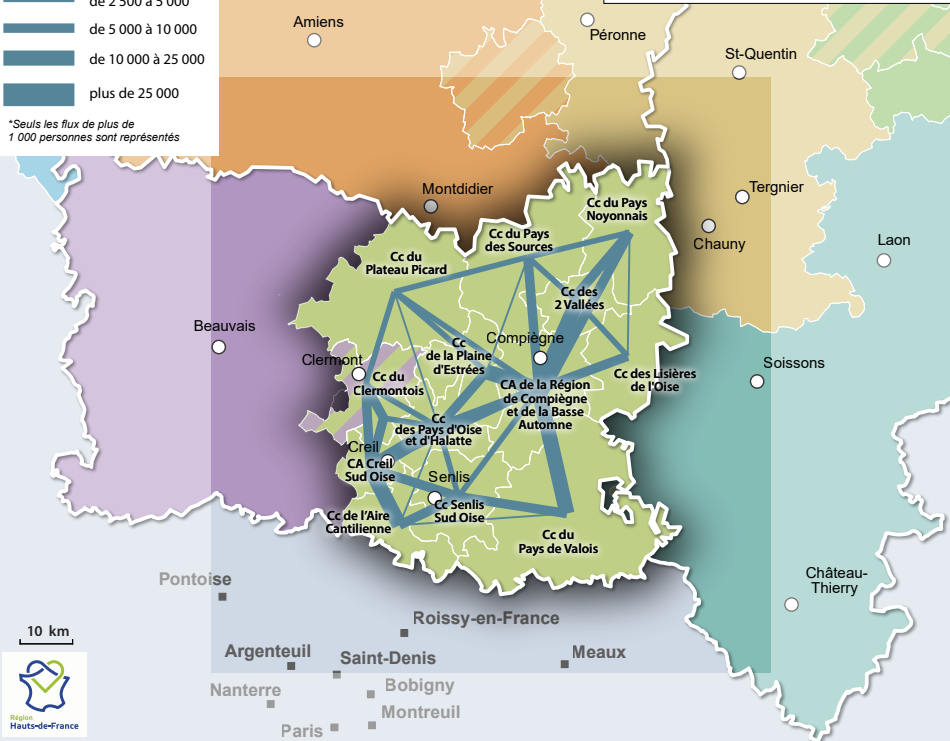 de 2 500 à 5 000
de 5 000 à 10 000
de 10 000 à 25 000
plus de 25 000
*Seuls les flux de plus de
1 000 personnes sont représentés
Amiens
Péronne
St-Quentin
Montdidier
Tergnier
Chauny
Laon
Cc du Pays
Noyonnais
Cc du Pays
des Sources
Cc du
Plateau Picard
Cc des
2 Vallées
Beauvais
Compiègne
Clermont
Cc
de la Plaine
d'Estrées
Soissons
Cc du
Clermontois
Cc des Lisières
de l'Oise
CA de la Région
de Compiègne
et de la Basse
Automne
Cc
des Pays d'Oise
et d'Halatte
Creil
CA Creil
Sud Oise
Senlis
Cc Senlis
Sud Oise
Cc de l'Aire
Cantilienne
Cc du
Pays de Valois
Pontoise
Château-
Thierry
Roissy-en-France
10 km
Argenteuil
Saint-Denis
Meaux
Nanterre
Bobigny
Montreuil
Paris
Région
Hauts-de-France